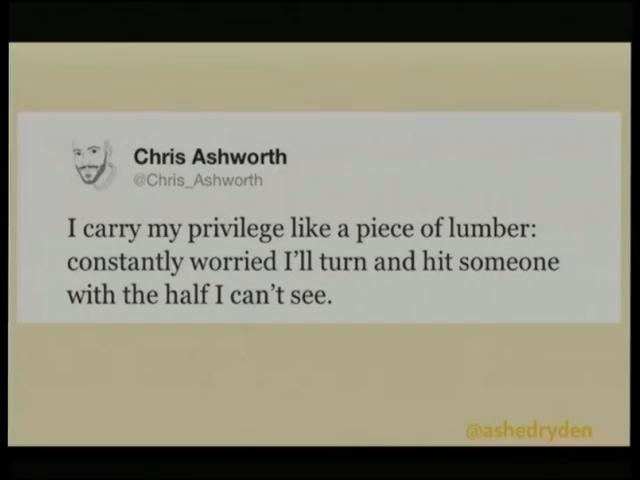 Chris Ashworth
@Chris_Ashworth
I carry my privilege like a piece of lumber:
constantly worried I'll turn and hit someone
with the half I can't see.
@ashedryden